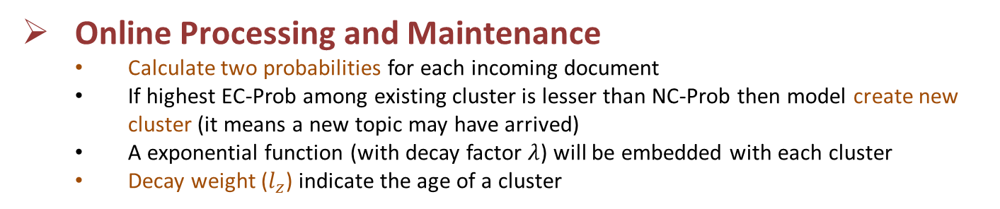 ➢ Online Processing and Maintenance
• Calculate two probabilities for each incoming document
• If highest EC-Prob among existing cluster is lesser than NC-Prob then model create new
cluster (it means a new topic may have arrived)
• A exponential function (with decay factor λ) will be embedded with each cluster
• Decay weight (l_z) indicate the age of a cluster